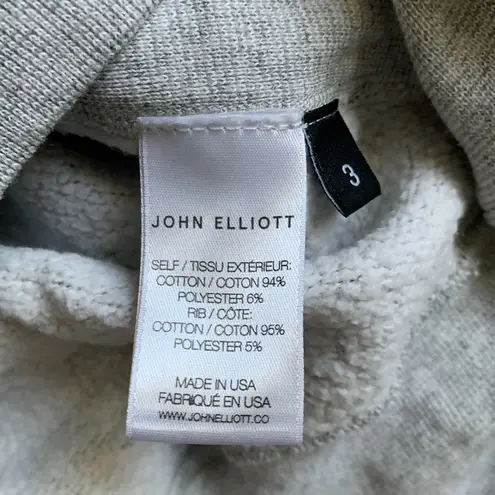 JOHN ELLIOTT
SELF / TISSU EXTÉRIEUR:
COTTON / COTON 94%
POLYESTER 6%
RIB / CÔTE:
COTTON / COTON 95%
POLYESTER 5%
MADE IN USA
FABRIQUÉ EN USA
WWW.JOHNELLIOTT.COM
3